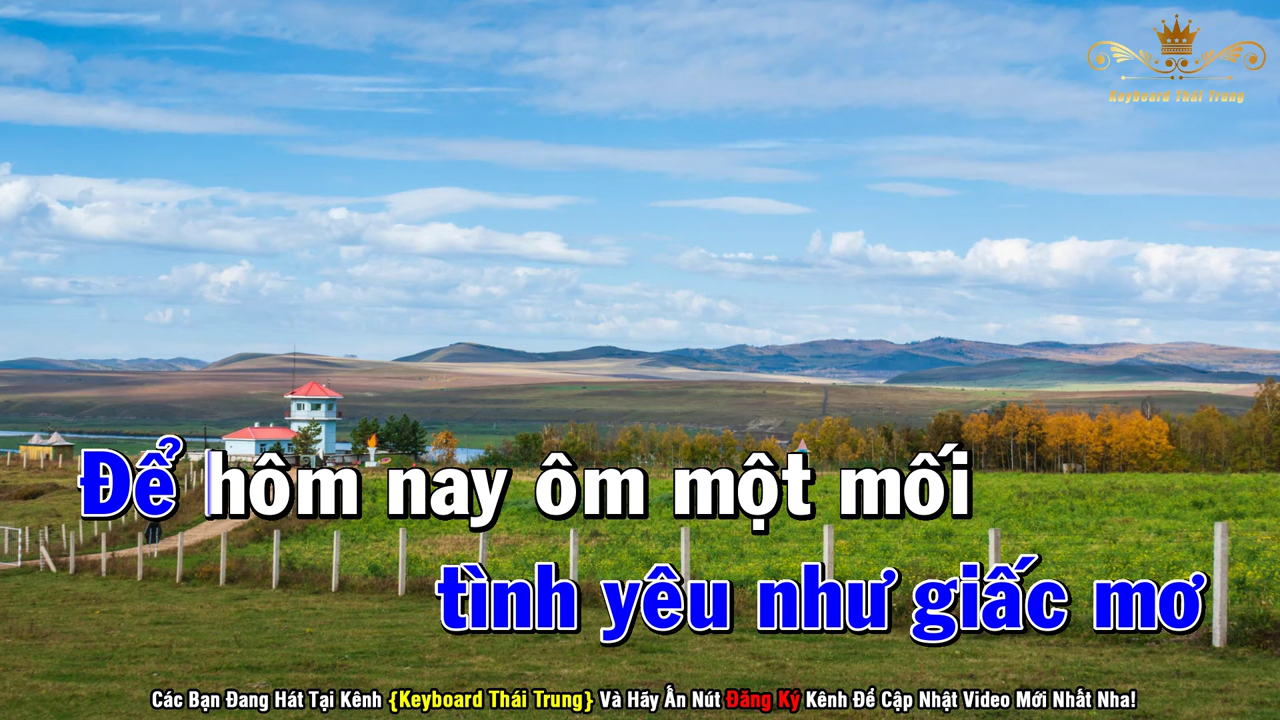 Keyboard Thái Trung
Để hôm nay ôm một mối
tình yêu như giấc mơ
Các Bạn Đang Hát Tại Kênh {Keyboard Thái Trung} Và Hãy Ấn Nút Đăng Ký Kênh Để Cập Nhật Video Mới Nhất Nha!